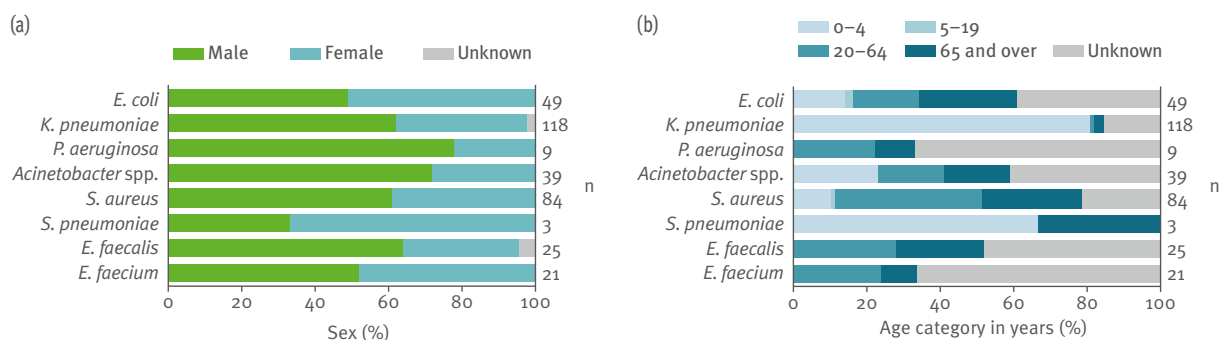 (a)
Male Female Unknown
E. coli 49
K. pneumoniae 118
P. aeruginosa 9
Acinetobacter spp. 39
S. aureus 84
S. pneumoniae 3
E. faecalis 25
E. faecium 21
n
0 20 40 60 80 100
Sex (%)
(b)
0–4 5–19
20–64 65 and over Unknown
E. coli 49
K. pneumoniae 118
P. aeruginosa 9
Acinetobacter spp. 39
S. aureus 84
S. pneumoniae 3
E. faecalis 25
E. faecium 21
n
0 20 40 60 80 100
Age category in years (%)